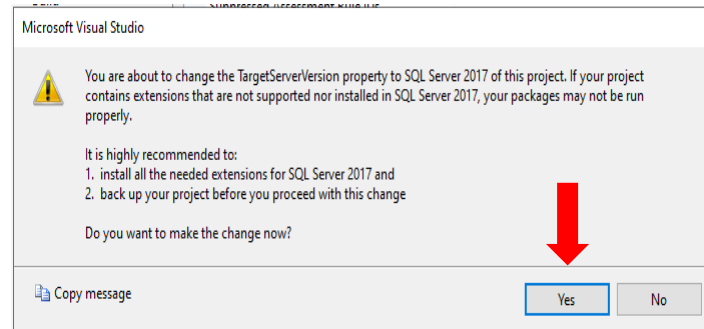 Microsoft Visual Studio
You are about to change the TargetServerVersion property to SQL Server 2017 of this project. If your project
contains extensions that are not supported nor installed in SQL Server 2017, your packages may not be run
properly.
It is highly recommended to:
1. install all the needed extensions for SQL Server 2017 and
2. back up your project before you proceed with this change
Do you want to make the change now?
Copy message
Yes
No